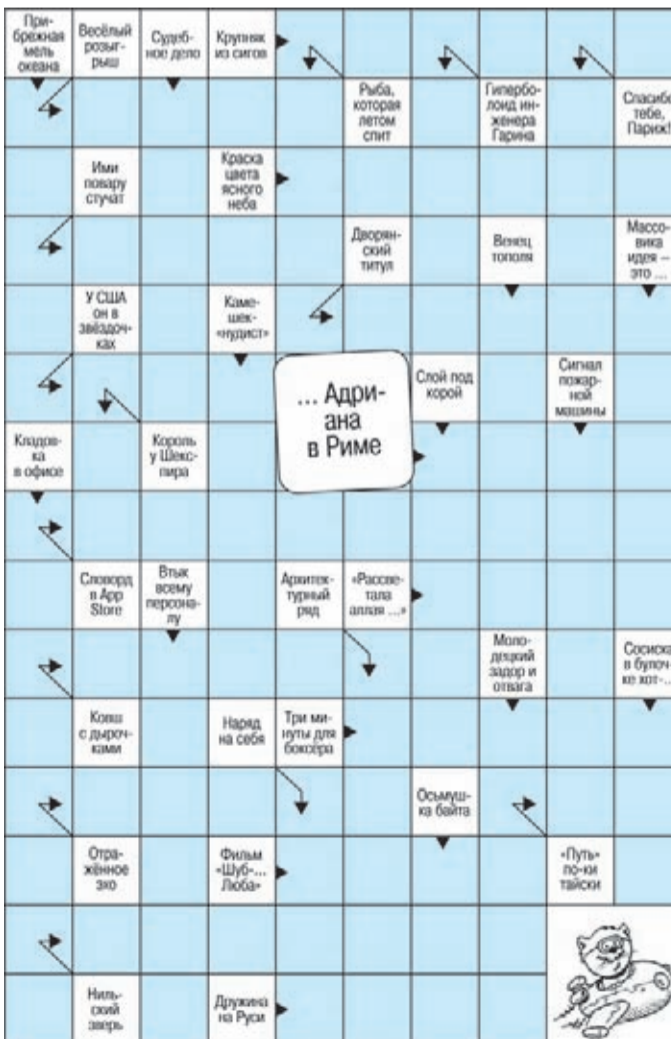 При-
брежная
мель
океана
Весёлый
розыг-
рыш
Судеб-
ное дело
Крупняк
из сигов
Рыба,
которая
летом
спит
Гипербо-
лоид ин-
женера
Гарина
Спасибо
тебе,
Париж!
Ими
повару
стучат
Краска
цвета
ясного
неба
Дворян-
ский
титул
Венец
тополя
Массо-
вика
идея –
это ...
У США
он в
звёздоч-
ках
Каме-
шек-
«нудист»
... Адри-
ана
в Риме
Слой под
корой
Сигнал
пожар-
ной
машины
Кладов-
ка
в офисе
Король
у Шекс-
пира
Словорд
в App
Store
Втык
всему
персона-
лу
Архитек-
турный
ряд
«Рассве-
тала
аллая ...»
Моло-
децкий
задор и
отвага
Сосиска
в булоч-
ке хот-...
Ковш
с дыроч-
ками
Наряд
на себя
Три ми-
нуты для
боксёра
Осьмуш-
ка байта
Отра-
жённое
эхо
Фильм
«Шуб-...
Люба»
«Путь»
по-ки
тайски
Ниль-
ский
зверь
Дружина
на Руси